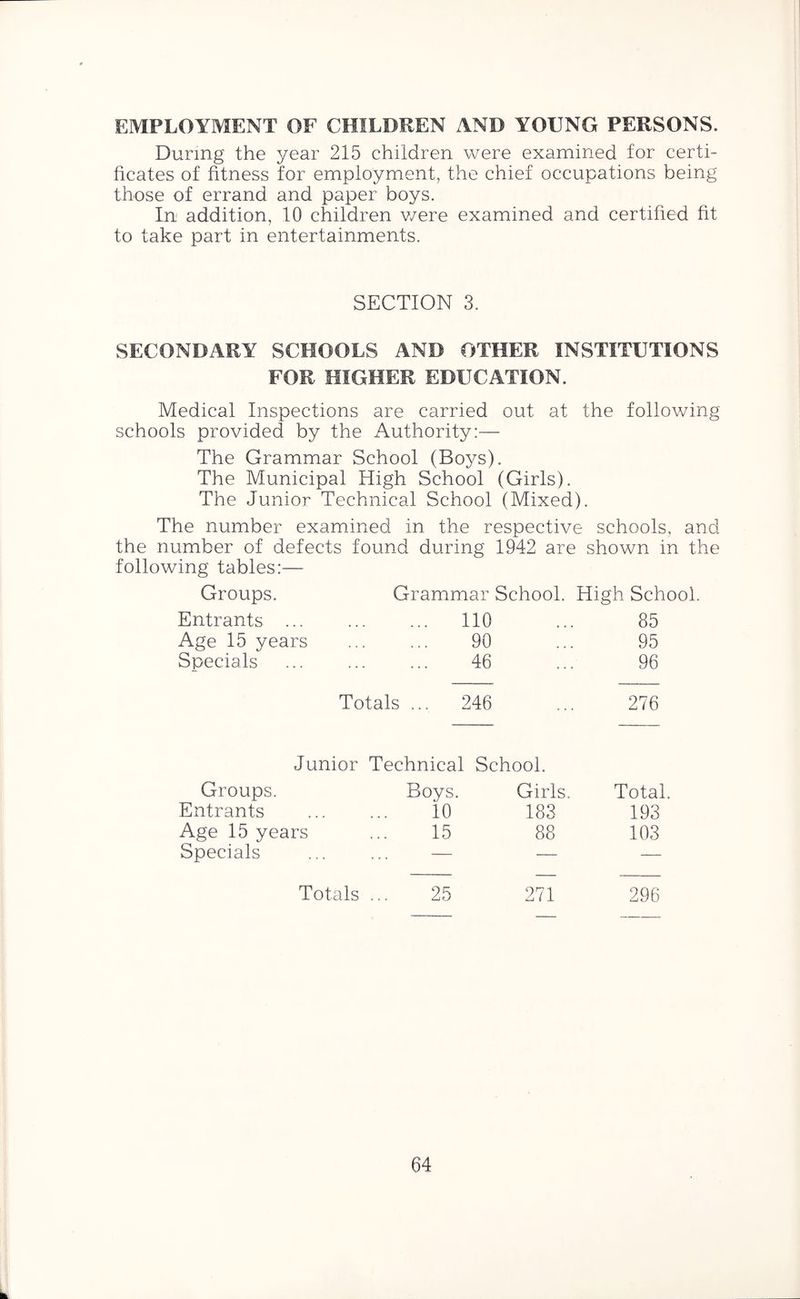 EMPLOYMENT OF CHILDREN AND YOUNG PERSONS.
During the year 215 children were examined for certi-
ficates of fitness for employment, the chief occupations being
those of errand and paper boys.
In addition, 10 children were examined and certified fit
to take part in entertainments.
SECTION 3.
SECONDARY SCHOOLS AND OTHER INSTITUTIONS
FOR HIGHER EDUCATION.
Medical Inspections are carried out at the following
schools provided by the Authority:—
The Grammar School (Boys).
The Municipal High School (Girls).
The Junior Technical School (Mixed).
The number examined in the respective schools, and
the number of defects found during 1942 are shown in the
following tables:—
Groups. Grammar School. High School.
Entrants ... ... ... 110 ... 85
Age 15 years ... ... 90 ... 95
Specials ... ... ... 46 ... 96
Totals ... 246 ... 276
Junior Technical School.
Groups. Boys. Girls. Total.
Entrants ... ... 10 183 193
Age 15 years ... 15 88 103
Specials ... ... — — —
Totals ... 25 271 296
64